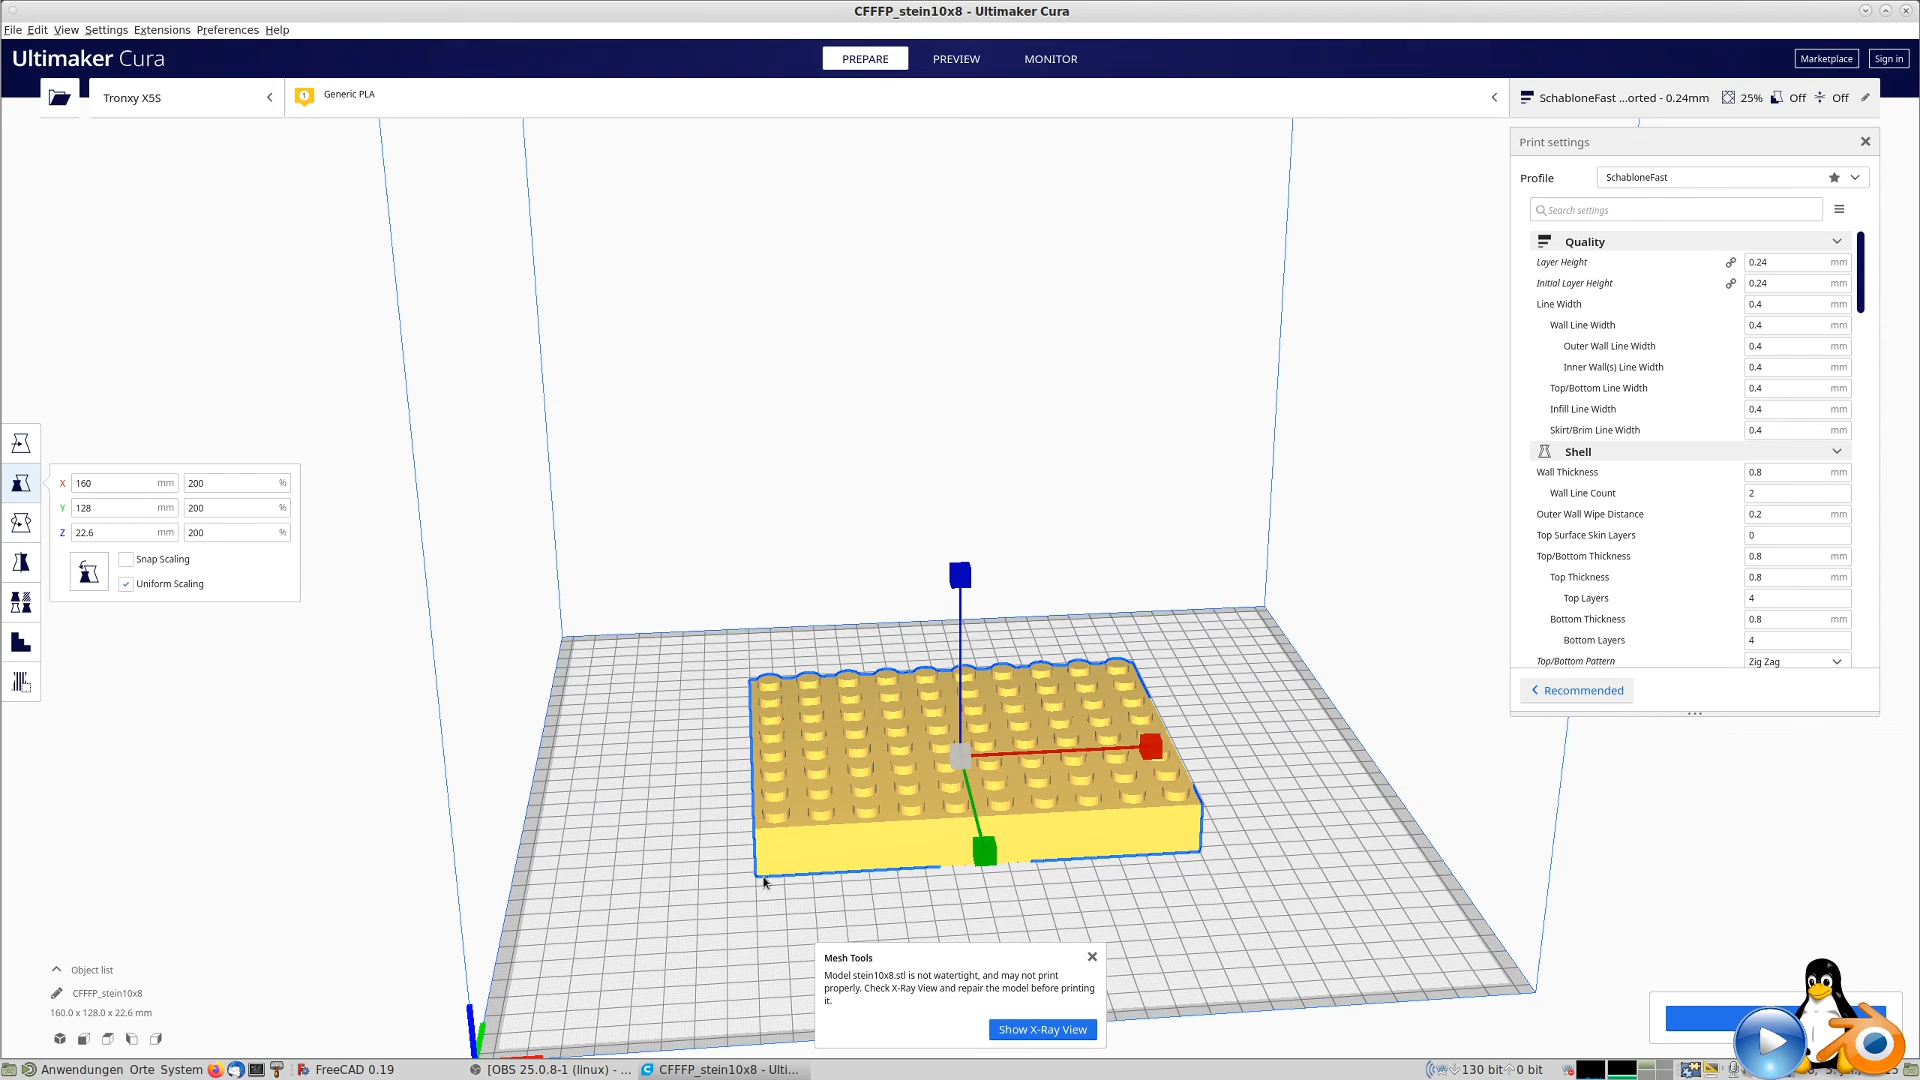 CFFFP_stein10x8 - Ultimaker Cura
File Edit View Settings Extensions Preferences Help
Ultimaker Cura
PREPARE
PREVIEW
MONITOR
Marketplace
Sign in
Tronxy X5S
1
Generic PLA
SchabloneFast ...orted - 0.24mm
25%
Off
Off
Print settings
Profile
SchabloneFast
Search settings
Quality
Layer Height 0.24 mm
Initial Layer Height 0.24 mm
Line Width 0.4 mm
Wall Line Width 0.4 mm
Outer Wall Line Width 0.4 mm
Inner Wall(s) Line Width 0.4 mm
Top/Bottom Line Width 0.4 mm
Infill Line Width 0.4 mm
Skirt/Brim Line Width 0.4 mm
Shell
Wall Thickness 0.8 mm
Wall Line Count 2
Outer Wall Wipe Distance 0.2 mm
Top Surface Skin Layers 0
Top/Bottom Thickness 0.8 mm
Top Thickness 0.8 mm
Top Layers 4
Bottom Thickness 0.8 mm
Bottom Layers 4
Top/Bottom Pattern Zig Zag
Recommended
X 160 mm 200 %
Y 128 mm 200 %
Z 22.6 mm 200 %
Snap Scaling
Uniform Scaling
Mesh Tools
Model stein10x8.stl is not watertight, and may not print
properly. Check X-Ray View and repair the model before printing
it.
Show X-Ray View
Object list
CFFFP_stein10x8
160.0 x 128.0 x 22.6 mm
Anwendungen Orte System
FreeCAD 0.19
[OBS 25.0.8-1 (linux) - ...
CFFFP_stein10x8 - Ulti...
130 bit 0 bit